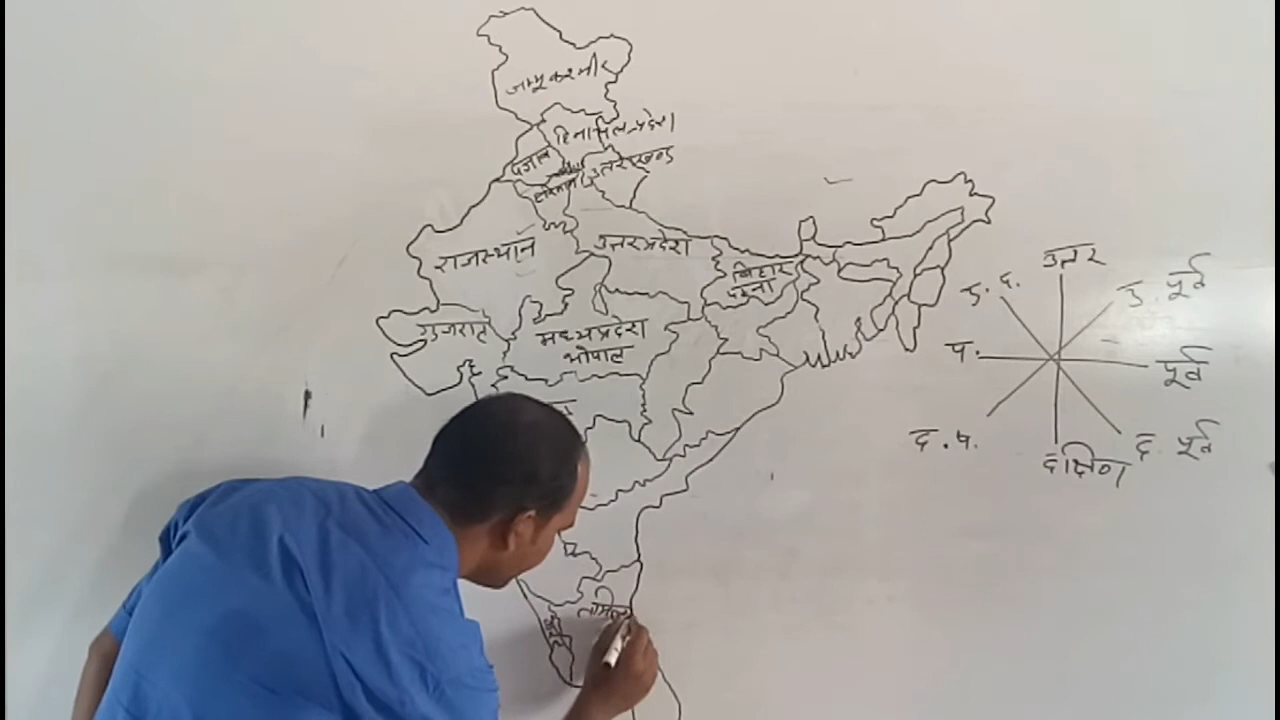 जम्मूकश्मीर
हिमाचल प्रदेश
पंजाब
उत्तराखण्ड
हरियाणा
राजस्थान
उत्तरप्रदेश
बिहार
पटना
गुजरात
मध्यप्रदेश
भोपाल
तमिल
उत्तर
उ. प.
उ. पूर्व
प.
पूर्व
द. प.
दक्षिण
द. पूर्व